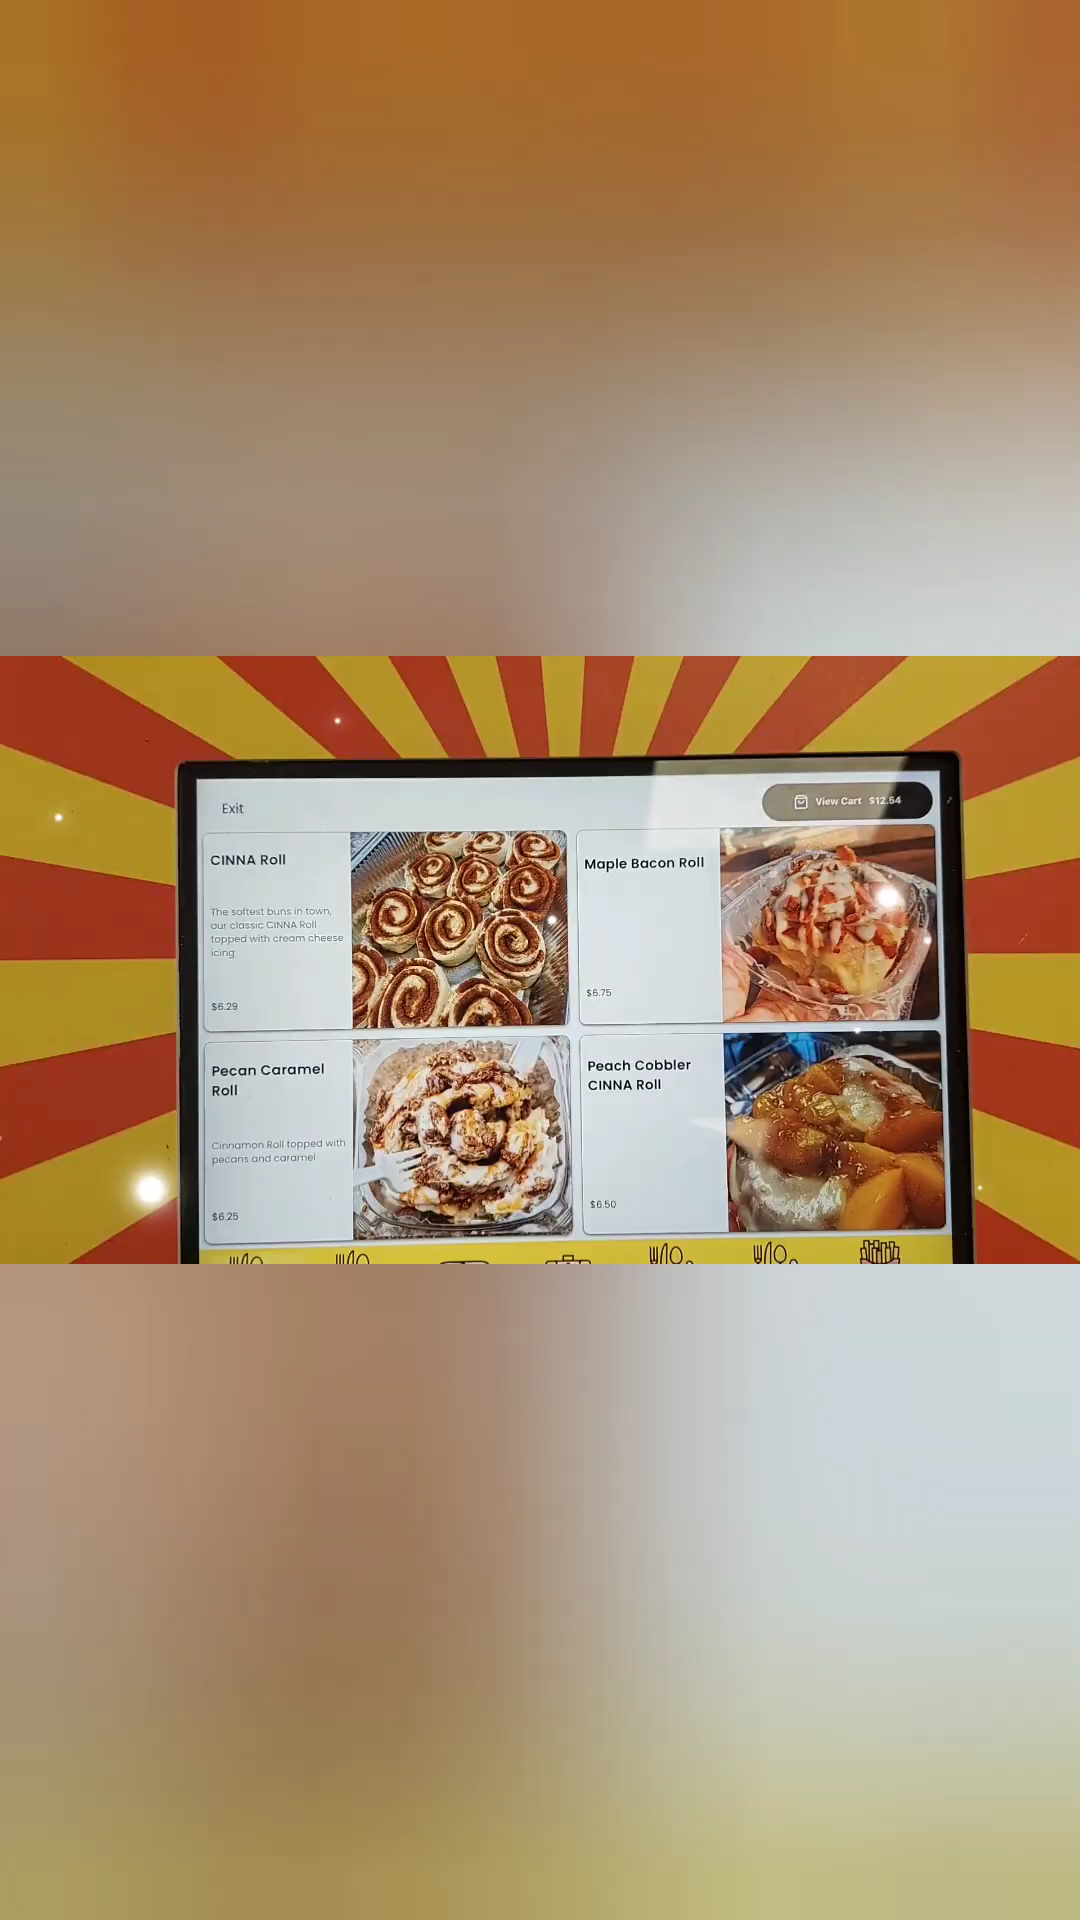 Exit
View Cart $12.54
CINNA Roll
The softest buns in town,
our classic CINNA Roll
topped with cream cheese
icing
$6.29
Maple Bacon Roll
$6.75
Pecan Caramel
Roll
Cinnamon Roll topped with
pecans and caramel
$6.25
Peach Cobbler
CINNA Roll
$6.50